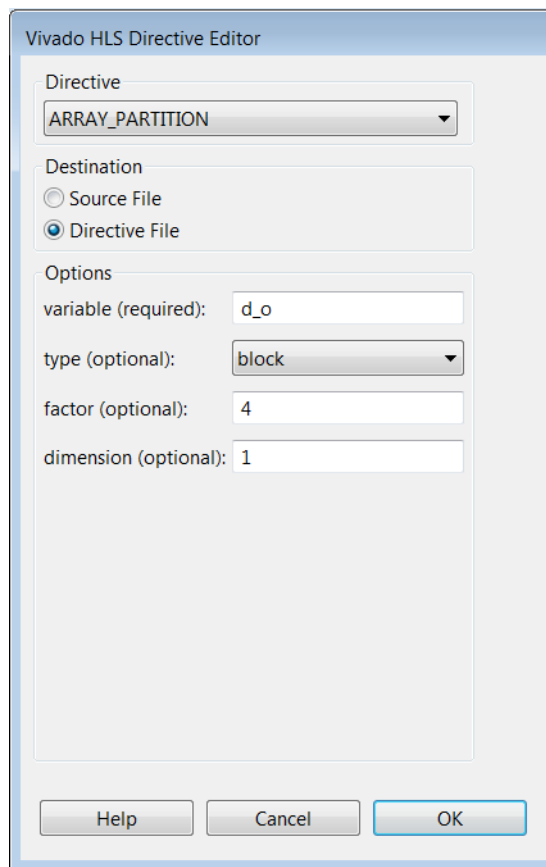 Vivado HLS Directive Editor
Directive
ARRAY_PARTITION
Destination
Source File
Directive File
Options
variable (required): d_o
type (optional): block
factor (optional): 4
dimension (optional): 1
Help Cancel OK